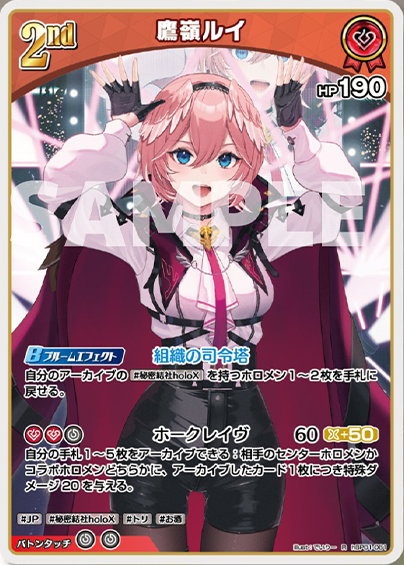 2nd
鷹嶺ルイ
HP190
SAMPLE
Bブルームエフェクト 組織の司令塔
自分のアーカイブの #秘密結社holoX を持つホロメン1～2枚を手札に
戻せる。
ホークレイヴ 60 +50
自分の手札1～5枚をアーカイブできる：相手のセンターホロメンか
コラボホロメンどちらかに、アーカイブしたカード1枚につき特殊ダ
メージ20を与える。
#JP #秘密結社holoX #トリ #お酒
バトンタッチ
illust: でいりー R hBP01-061